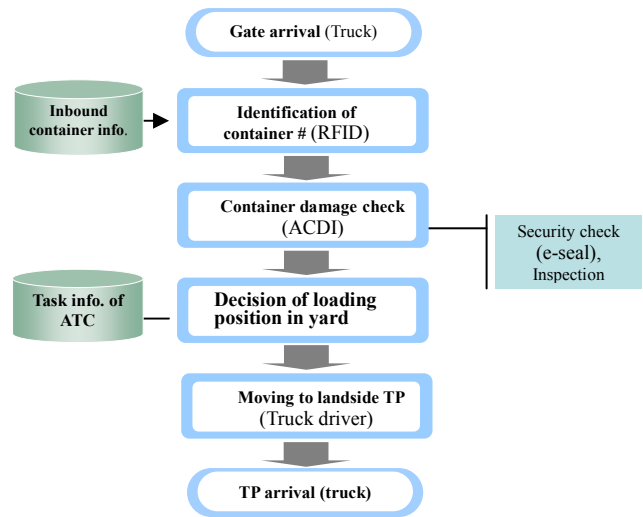 Gate arrival (Truck)
Inbound
container info.
Identification of
container # (RFID)
Container damage check
(ACDI)
Security check
(e-seal),
Inspection
Task info. of
ATC
Decision of loading
position in yard
Moving to landside TP
(Truck driver)
TP arrival (truck)